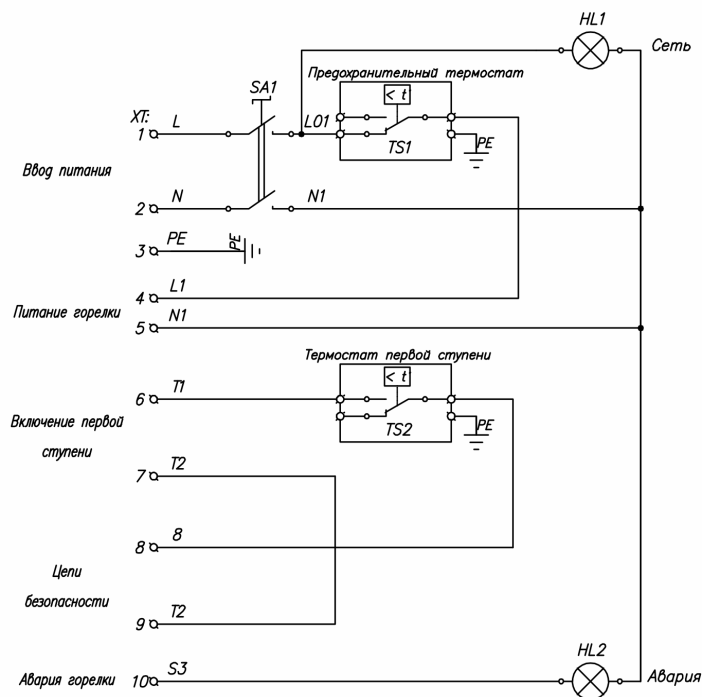 HL1
Сеть
Предохранительный термостат
SA1
< t
ХТ:
1 L
LO1
TS1
PE
Ввод питания
2 N
N1
3 PE
PE
4 L1
Питание горелки
5 N1
Термостат первой ступени
< t
6 T1
TS2
PE
Включение первой
ступени
7 T2
8 8
Цепи
безопасности
9 T2
HL2
Авария горелки 10 S3
Авария